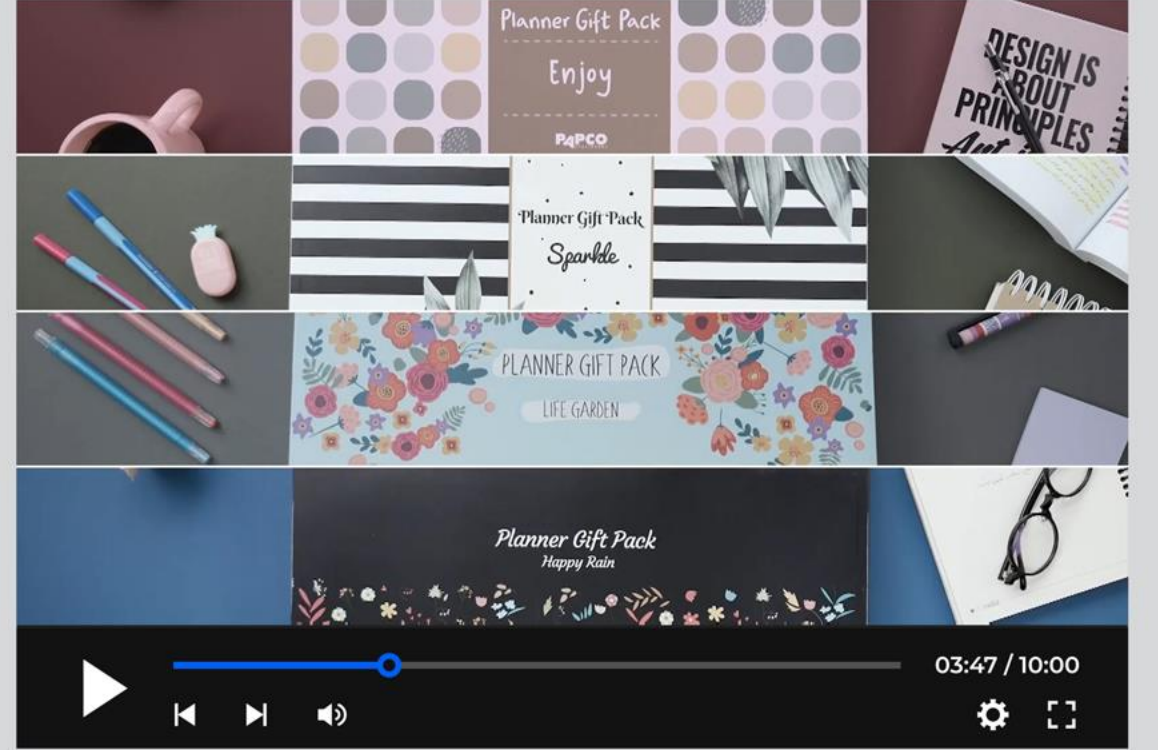 Planner Gift Pack
Enjoy
PAPCO
DESIGN IS
ABOUT
PRINCIPLES
Planner Gift Pack
Sparkle
PLANNER GIFT PACK
LIFE GARDEN
Planner Gift Pack
Happy Rain
03:47 / 10:00